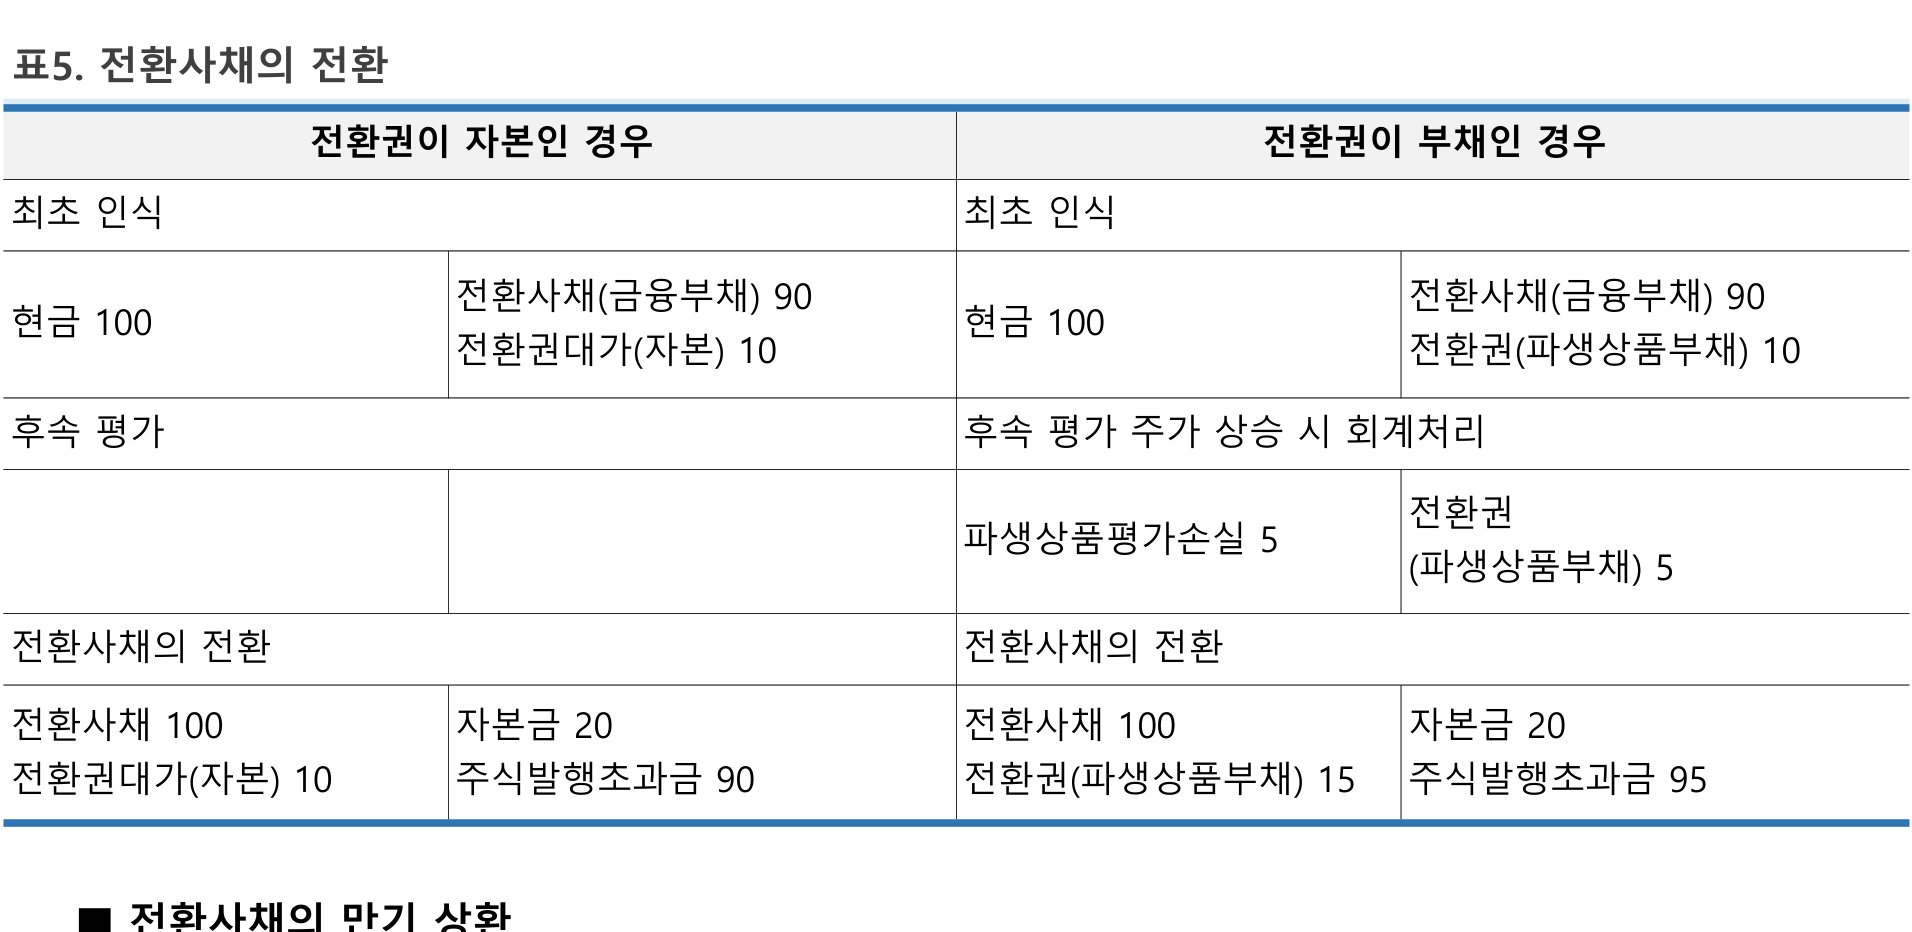 표5. 전환사채의 전환
전환권이 자본인 경우
전환권이 부채인 경우
최초 인식
최초 인식
현금 100
전환사채(금융부채) 90
전환권대가(자본) 10
현금 100
전환사채(금융부채) 90
전환권(파생상품부채) 10
후속 평가
후속 평가 주가 상승 시 회계처리
파생상품평가손실 5
전환권
(파생상품부채) 5
전환사채의 전환
전환사채의 전환
전환사채 100
전환권대가(자본) 10
자본금 20
주식발행초과금 90
전환사채 100
전환권(파생상품부채) 15
자본금 20
주식발행초과금 95
■ 전환사채의 만기 상환